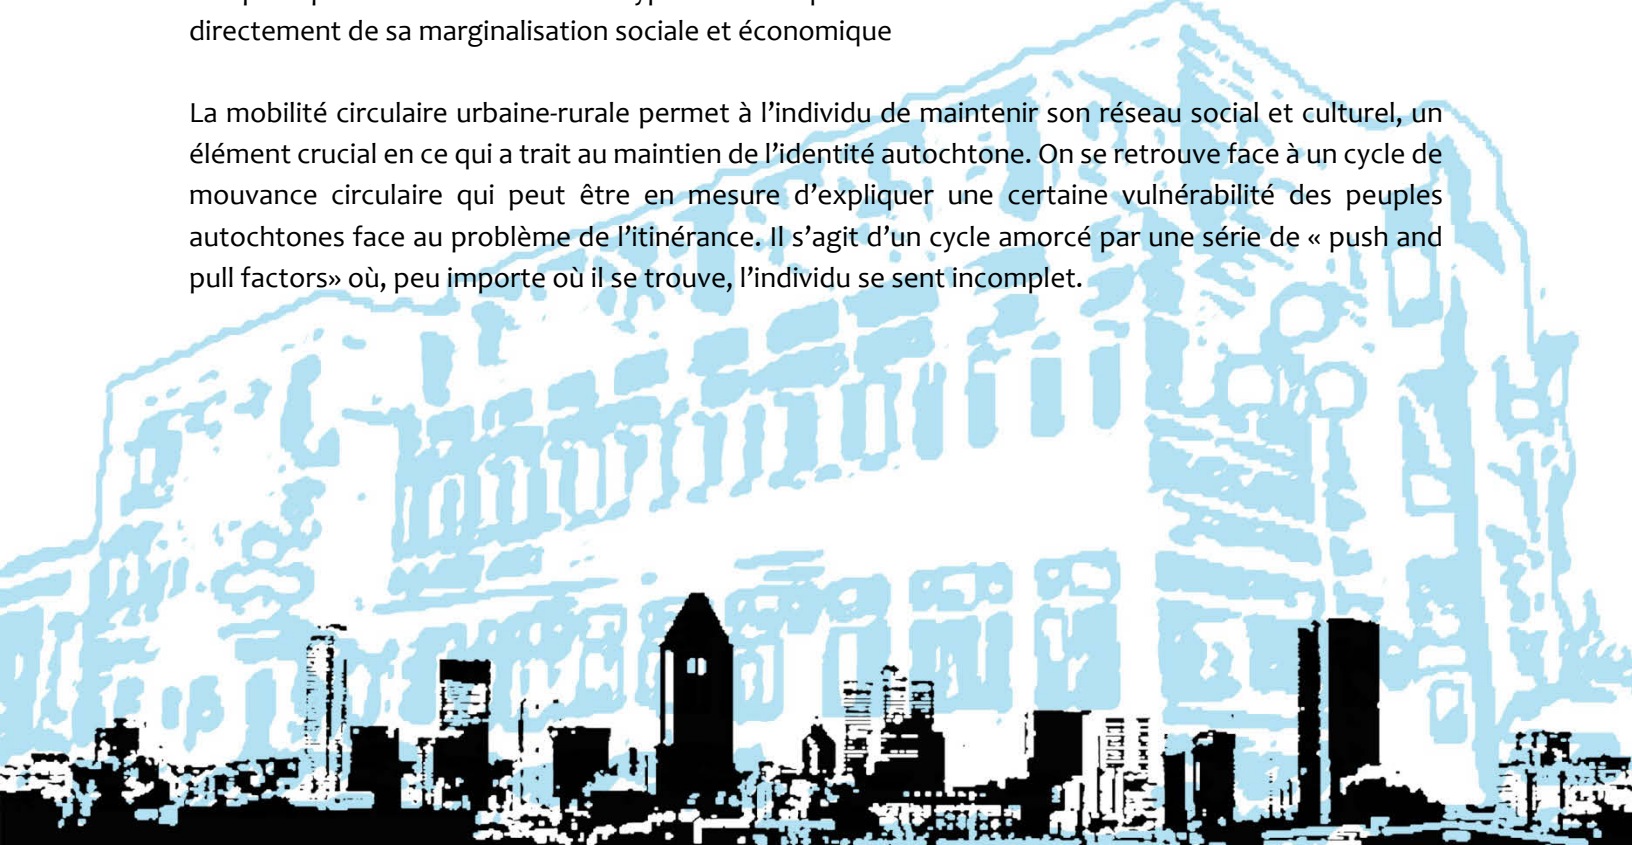 directement de sa marginalisation sociale et économique
La mobilité circulaire urbaine-rurale permet à l’individu de maintenir son réseau social et culturel, un
élément crucial en ce qui a trait au maintien de l’identité autochtone. On se retrouve face à un cycle de
mouvance circulaire qui peut être en mesure d’expliquer une certaine vulnérabilité des peuples
autochtones face au problème de l’itinérance. Il s’agit d’un cycle amorcé par une série de « push and
pull factors» où, peu importe où il se trouve, l’individu se sent incomplet.